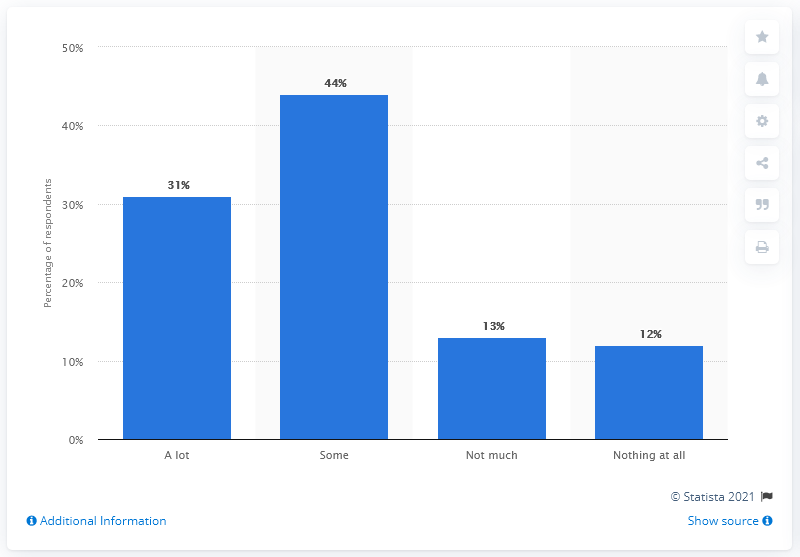 50%
44%
40%
31%
30%
Percentage of respondents
20%
13%
12%
10%
0%
A lot Some Not much Nothing at all
© Statista 2021
Additional Information Show source